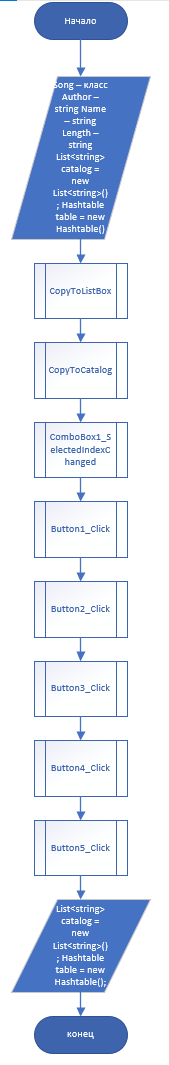 Начало
Song – класс
Author –
string Name
– string
Length –
string
List<string>
catalog =
new
List<string>()
; Hashtable
table = new
Hashtable()
CopyToListBox
CopyToCatalog
ComboBox1_S
electedIndexC
hanged
Button1_Click
Button2_Click
Button3_Click
Button4_Click
Button5_Click
List<string>
catalog =
new
List<string>()
; Hashtable
table = new
Hashtable();
конец